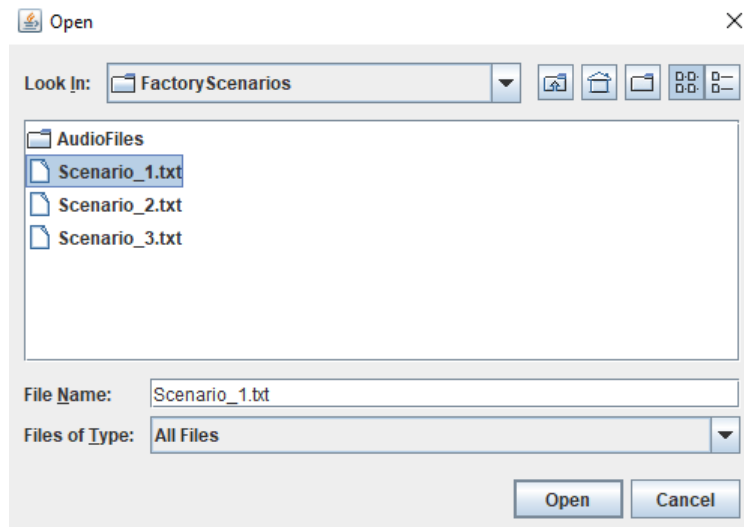 Open
Look In: FactoryScenarios
AudioFiles
Scenario_1.txt
Scenario_2.txt
Scenario_3.txt
File Name: Scenario_1.txt
Files of Type: All Files
Open Cancel